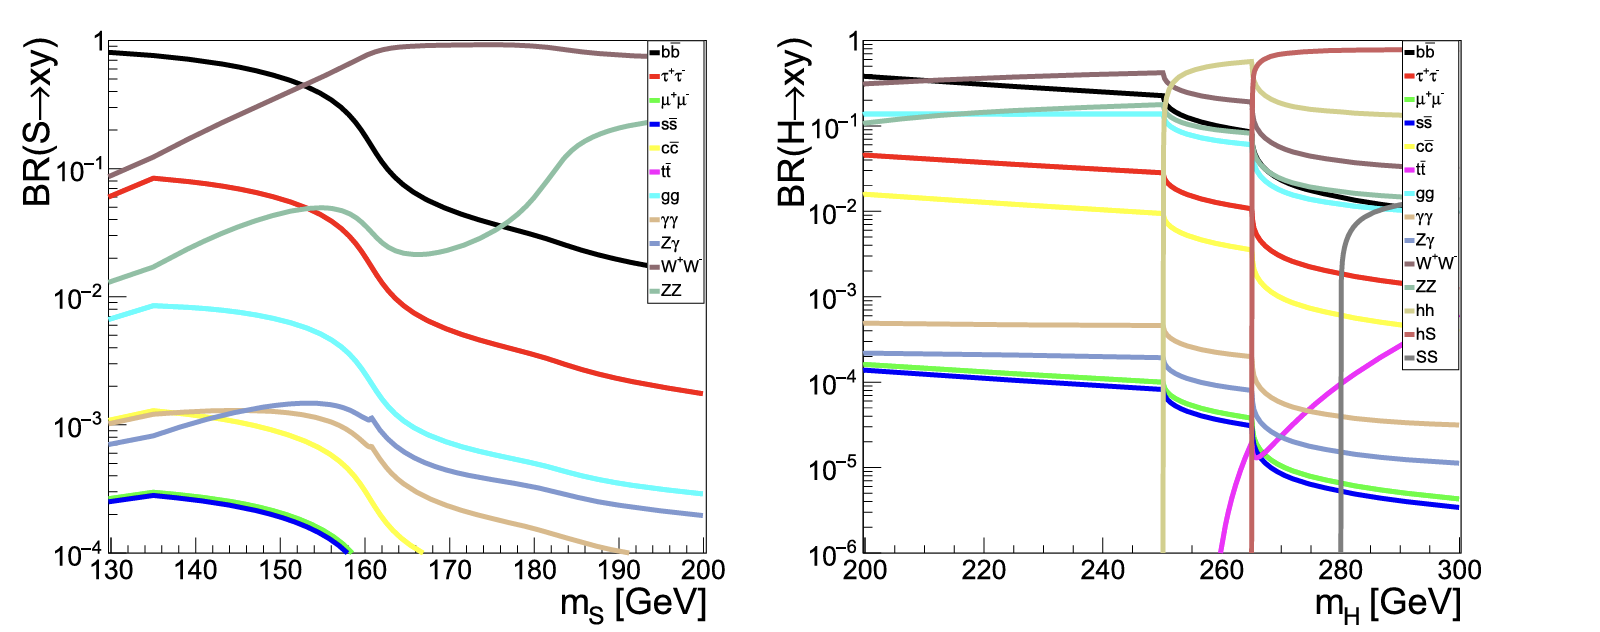 BR(S→xy)
1
10⁻¹
10⁻²
10⁻³
10⁻⁴
130 140 150 160 170 180 190 200
m_S [GeV]
bb̅
τ⁺τ⁻
μ⁺μ⁻
ss̅
cc̅
tt̅
gg
γγ
Zγ
W⁺W⁻
ZZ
BR(H→xy)
1
10⁻¹
10⁻²
10⁻³
10⁻⁴
10⁻⁵
10⁻⁶
200 220 240 260 280 300
m_H [GeV]
bb̅
τ⁺τ⁻
μ⁺μ⁻
ss̅
cc̅
tt̅
gg
γγ
Zγ
W⁺W⁻
ZZ
hh
hS
SS